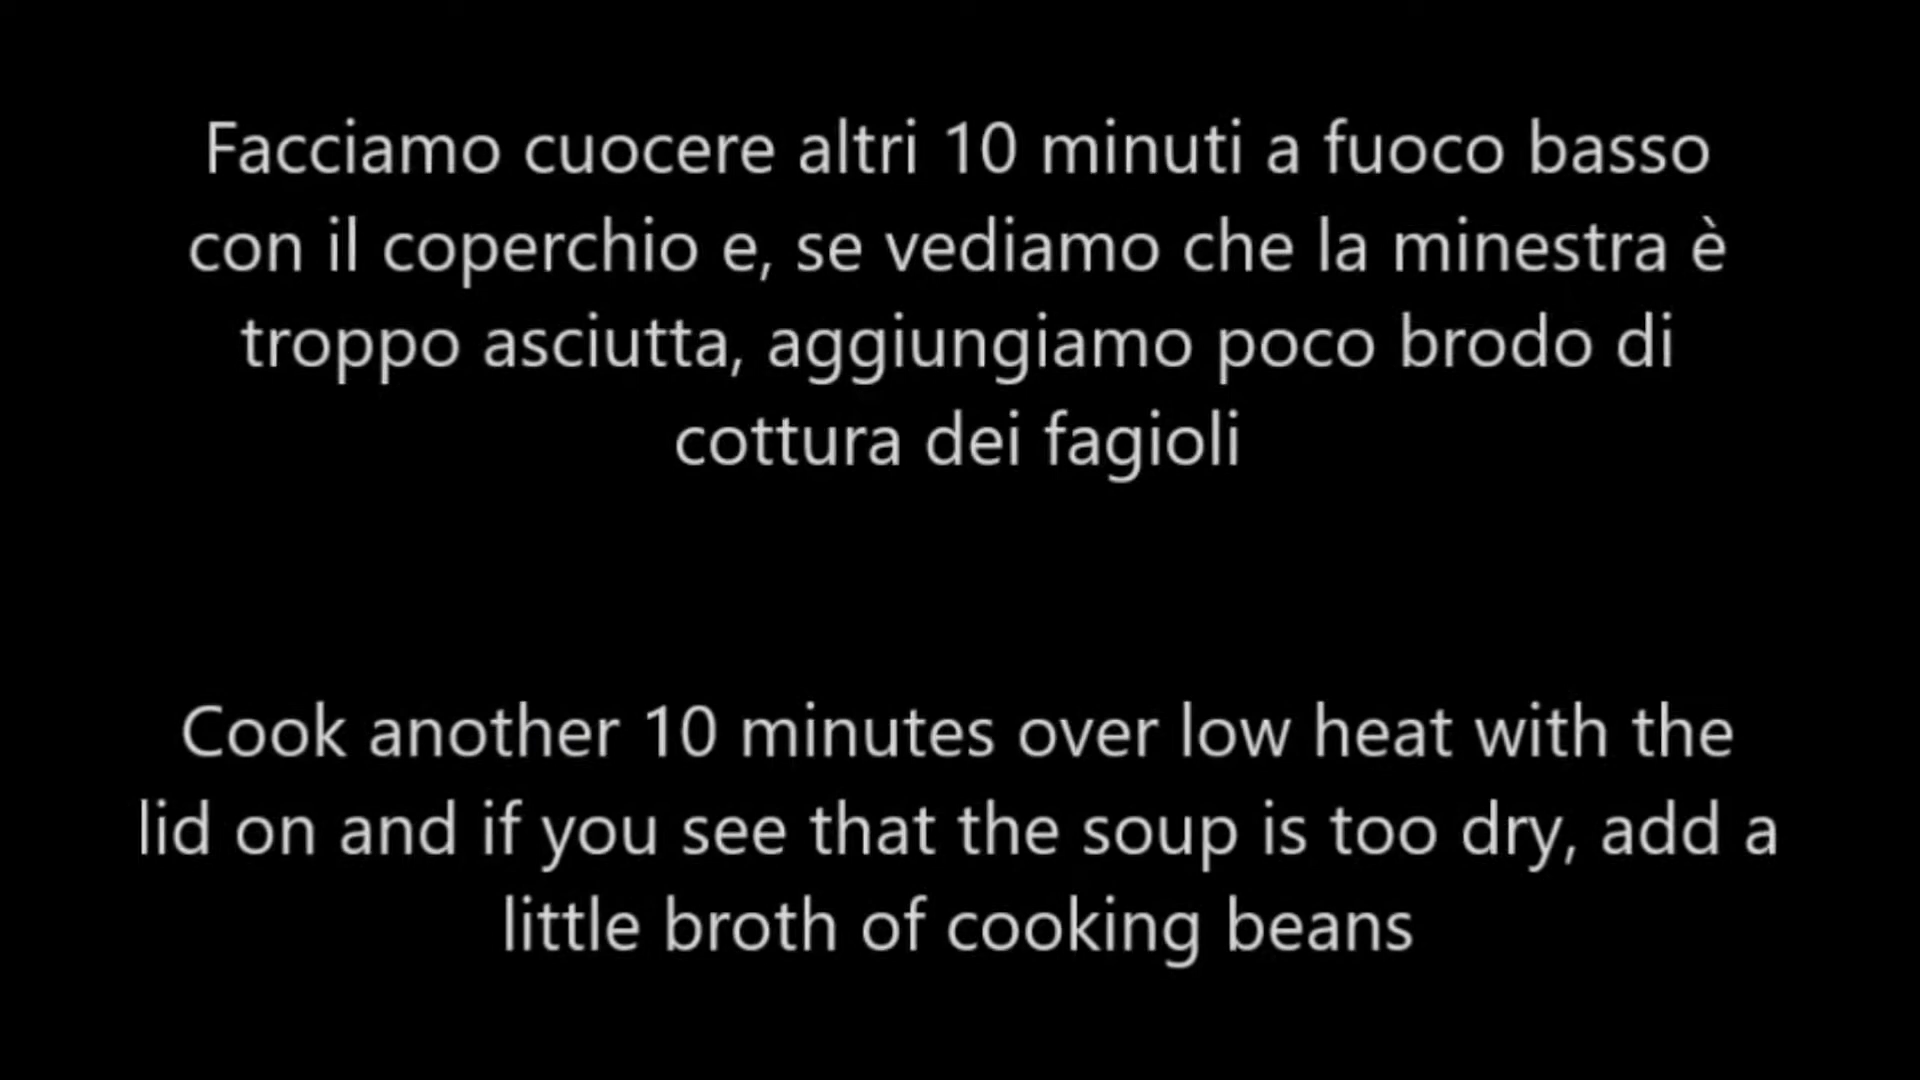 Facciamo cuocere altri 10 minuti a fuoco basso
con il coperchio e, se vediamo che la minestra è
troppo asciutta, aggiungiamo poco brodo di
cottura dei fagioli
Cook another 10 minutes over low heat with the
lid on and if you see that the soup is too dry, add a
little broth of cooking beans